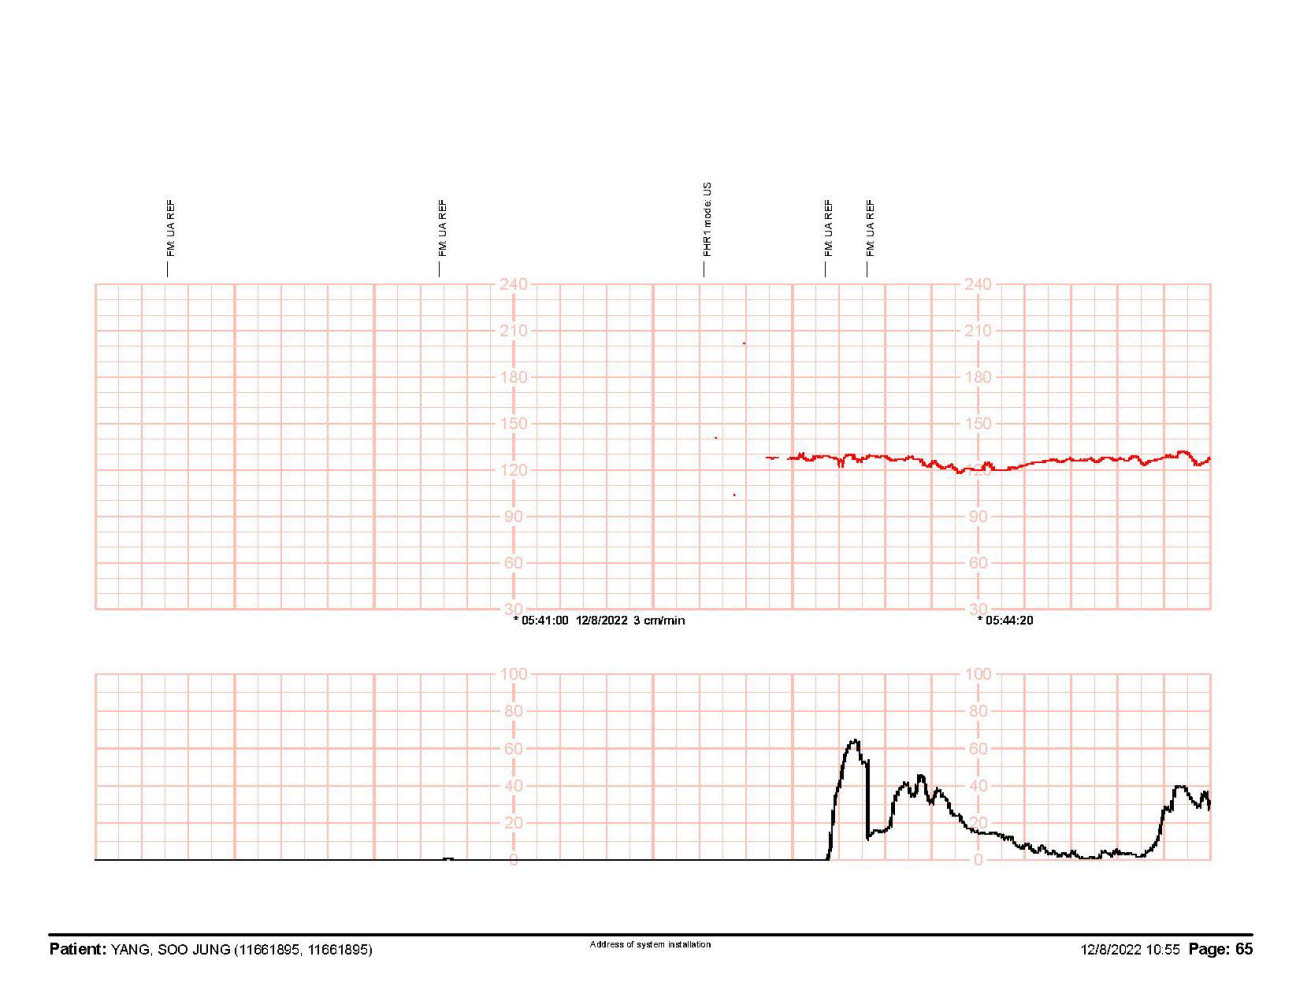 FM: UA REF
FM: UA REF
FHR1 mode: US
FM: UA REF
FM: UA REF
240 240
210 210
180 180
150 150
120 120
90 90
60 60
30 30
* 05:41:00 12/8/2022 3 cm/min * 05:44:20
100 100
80 80
60 60
40 40
20 20
0 0
Patient: YANG, SOO JUNG (11661895, 11661895) Address of system installation 12/8/2022 10:55 Page: 65